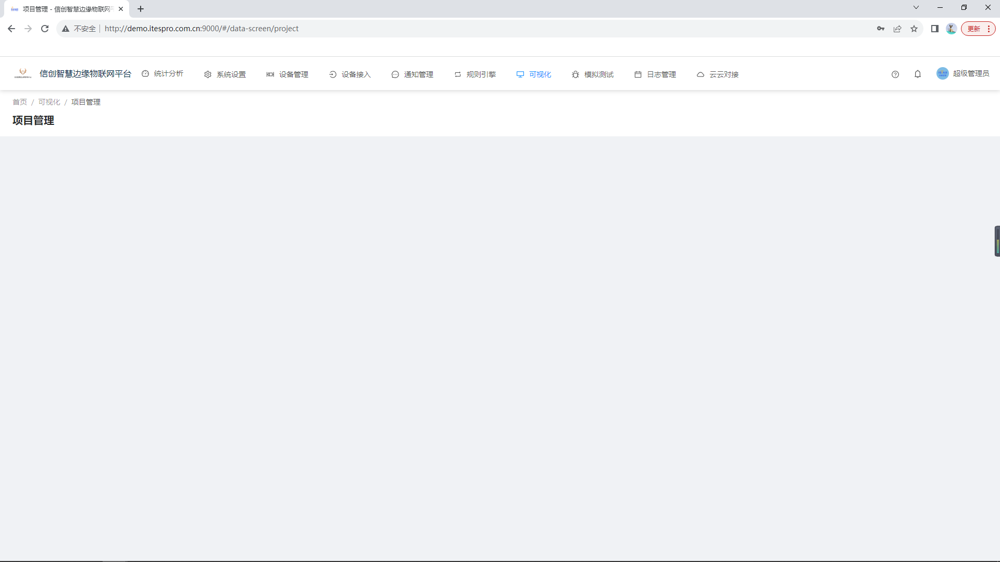 项目管理 - 信创智慧边缘物联网
不安全 http://demo.itespro.com.cn:9000/#/data-screen/project 更新
信创智慧边缘物联网平台 统计分析 系统设置 设备管理 设备接入 通知管理 规则引擎 可视化 模拟测试 日志管理 云云对接 超级管理员
首页 / 可视化 / 项目管理
项目管理